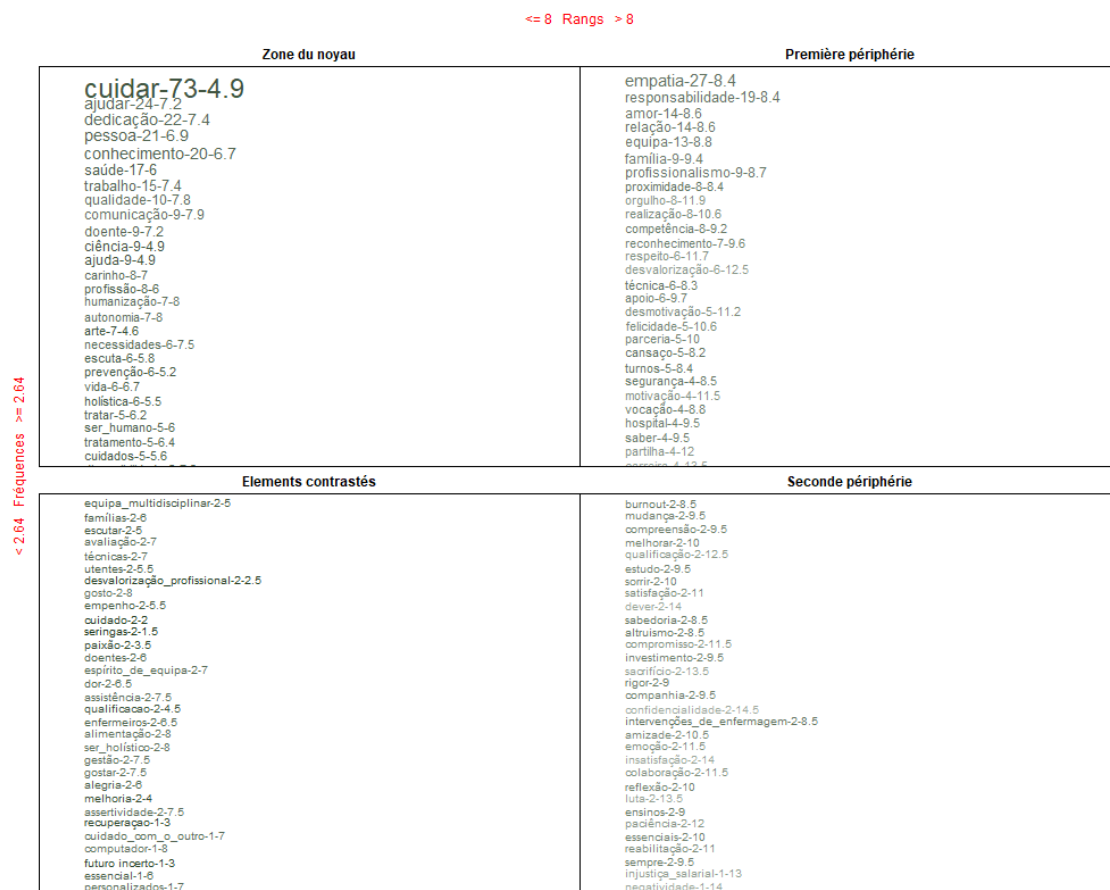 <= 8 Rangs > 8
Zone du noyau
cuidar-73-4.9
ajudar-24-7.2
dedicação-22-7.4
pessoa-21-6.9
conhecimento-20-6.7
saúde-17-6
trabalho-15-7.4
qualidade-10-7.8
comunicação-9-7.9
doente-9-7.2
ciência-9-4.9
ajuda-9-4.9
carinho-8-7
profissão-8-6
humanização-7-8
autonomia-7-8
arte-7-4.6
necessidades-6-7.5
escuta-6-5.8
prevenção-6-5.2
vida-6-6.7
holística-6-5.5
tratar-5-6.2
ser_humano-5-6
tratamento-5-6.4
cuidados-5-5.6
Première périphérie
empatia-27-8.4
responsabilidade-19-8.4
amor-14-8.6
relação-14-8.6
equipa-13-8.8
família-9-9.4
profissionalismo-9-8.7
proximidade-8-8.4
orgulho-8-11.9
realização-8-10.6
competência-8-9.2
reconhecimento-7-9.6
respeito-6-11.7
desvalorização-6-12.5
técnica-6-8.3
apoio-6-9.7
desmotivação-5-11.2
felicidade-5-10.6
parceria-5-10
cansaço-5-8.2
turnos-5-8.4
segurança-4-8.5
motivação-4-11.5
vocação-4-8.8
hospital-4-9.5
saber-4-9.5
partilha-4-12
< 2.64 Fréquences >= 2.64
Elements contrastés
equipa_multidisciplinar-2-5
famílias-2-6
escutar-2-5
avaliação-2-7
técnicas-2-7
utentes-2-5.5
desvalorização_profissional-2-2.5
gosto-2-8
empenho-2-5.5
cuidado-2-2
seringas-2-1.5
paixão-2-3.5
doentes-2-6
espírito_de_equipa-2-7
dor-2-6.5
assistência-2-7.5
qualificacao-2-4.5
enfermeiros-2-6.5
alimentação-2-8
ser_holístico-2-8
gestão-2-7.5
gostar-2-7.5
alegria-2-6
melhoria-2-4
assertividade-2-7.5
recuperaçao-1-3
cuidado_com_o_outro-1-7
computador-1-8
futuro incerto-1-3
essencial-1-6
personalizados-1-7
Seconde périphérie
burnout-2-8.5
mudança-2-9.5
compreensão-2-9.5
melhorar-2-10
qualificação-2-12.5
estudo-2-9.5
sorrir-2-10
satisfação-2-11
dever-2-14
sabedoria-2-8.5
altruismo-2-8.5
compromisso-2-11.5
investimento-2-9.5
sacrifício-2-13.5
rigor-2-9
companhia-2-9.5
confidencialidade-2-14.5
intervenções_de_enfermagem-2-8.5
amizade-2-10.5
emoção-2-11.5
insatisfação-2-14
colaboração-2-11.5
reflexão-2-10
luta-2-13.5
ensinos-2-9
paciência-2-12
essenciais-2-10
reabilitação-2-11
sempre-2-9.5
injustiça_salarial-1-13
negatividade-1-14